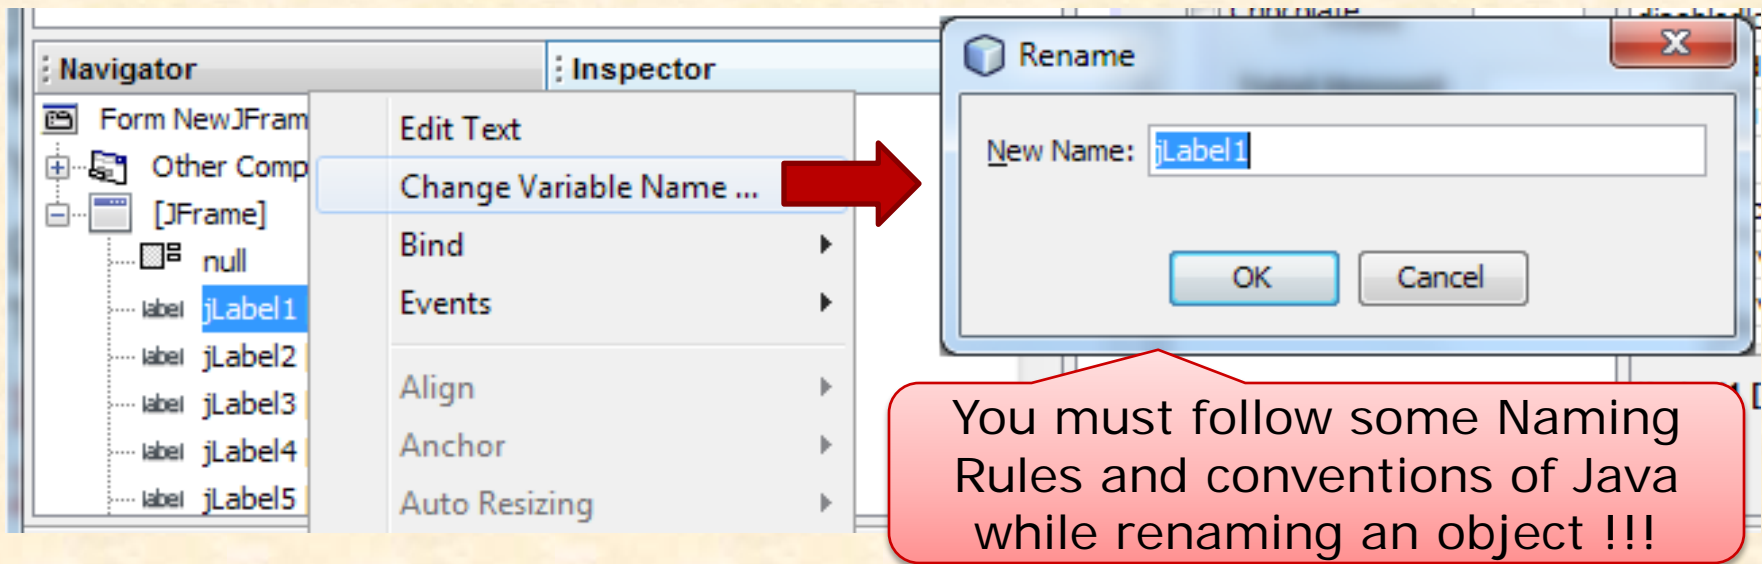 Navigator
Inspector
Form NewJFram
Other Comp
[JFrame]
null
label jLabel1
label jLabel2
label jLabel3
label jLabel4
label jLabel5
Edit Text
Change Variable Name ...
Bind
Events
Align
Anchor
Auto Resizing
Chocolate
Rename
New Name: jLabel1
OK
Cancel
You must follow some Naming
Rules and conventions of Java
while renaming an object !!!